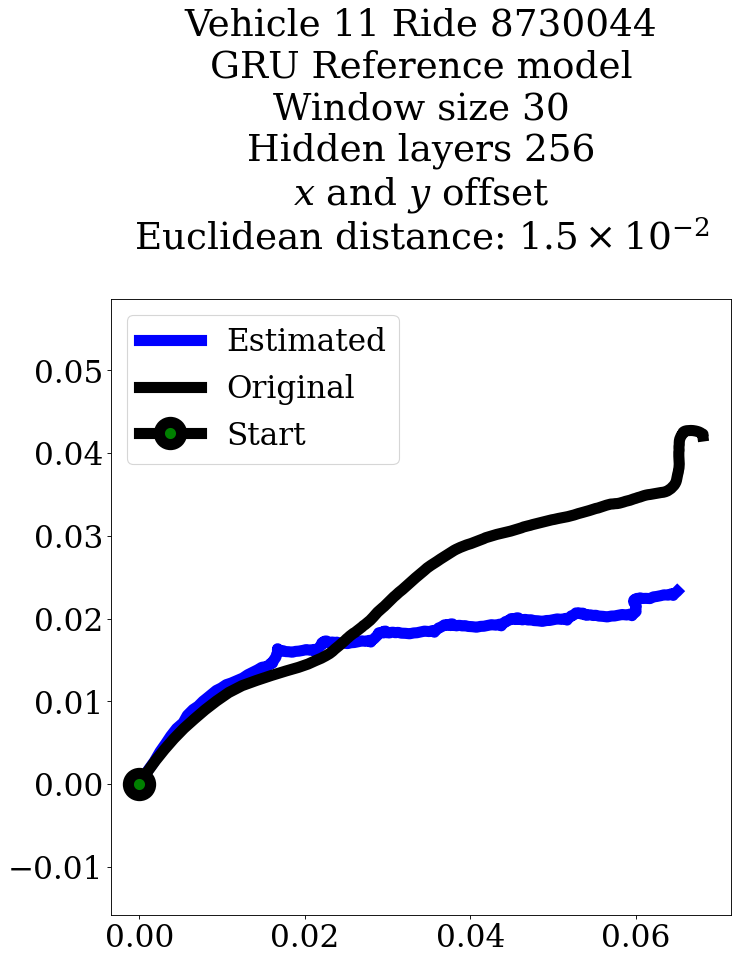 Vehicle 11 Ride 8730044
GRU Reference model
Window size 30
Hidden layers 256
x and y offset
Euclidean distance: 1.5 × 10⁻²
Estimated
Original
Start
0.05
0.04
0.03
0.02
0.01
0.00
−0.01
0.00 0.02 0.04 0.06